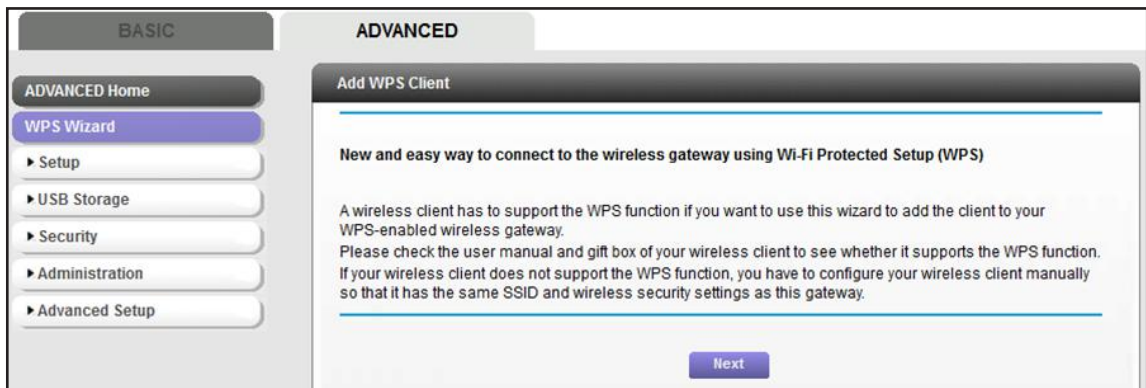 BASIC
ADVANCED
ADVANCED Home
WPS Wizard
Setup
USB Storage
Security
Administration
Advanced Setup
Add WPS Client
New and easy way to connect to the wireless gateway using Wi-Fi Protected Setup (WPS)
A wireless client has to support the WPS function if you want to use this wizard to add the client to your
WPS-enabled wireless gateway.
Please check the user manual and gift box of your wireless client to see whether it supports the WPS function.
If your wireless client does not support the WPS function, you have to configure your wireless client manually
so that it has the same SSID and wireless security settings as this gateway.
Next